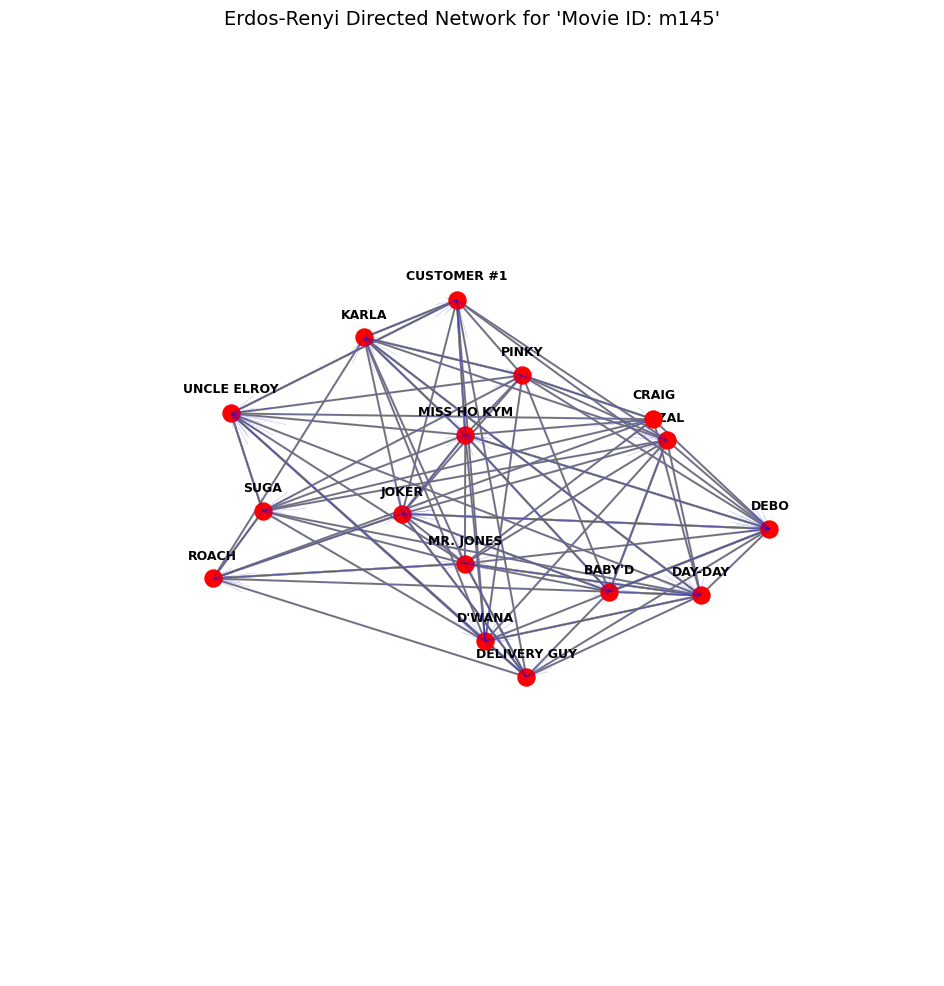 Erdos-Renyi Directed Network for 'Movie ID: m145'
CUSTOMER #1
KARLA
PINKY
UNCLE ELROY
CRAIG
MISS HO KYM
ZAL
SUGA
JOKER
DEBO
MR. JONES
ROACH
BABY'D
DAY-DAY
D'WANA
DELIVERY GUY